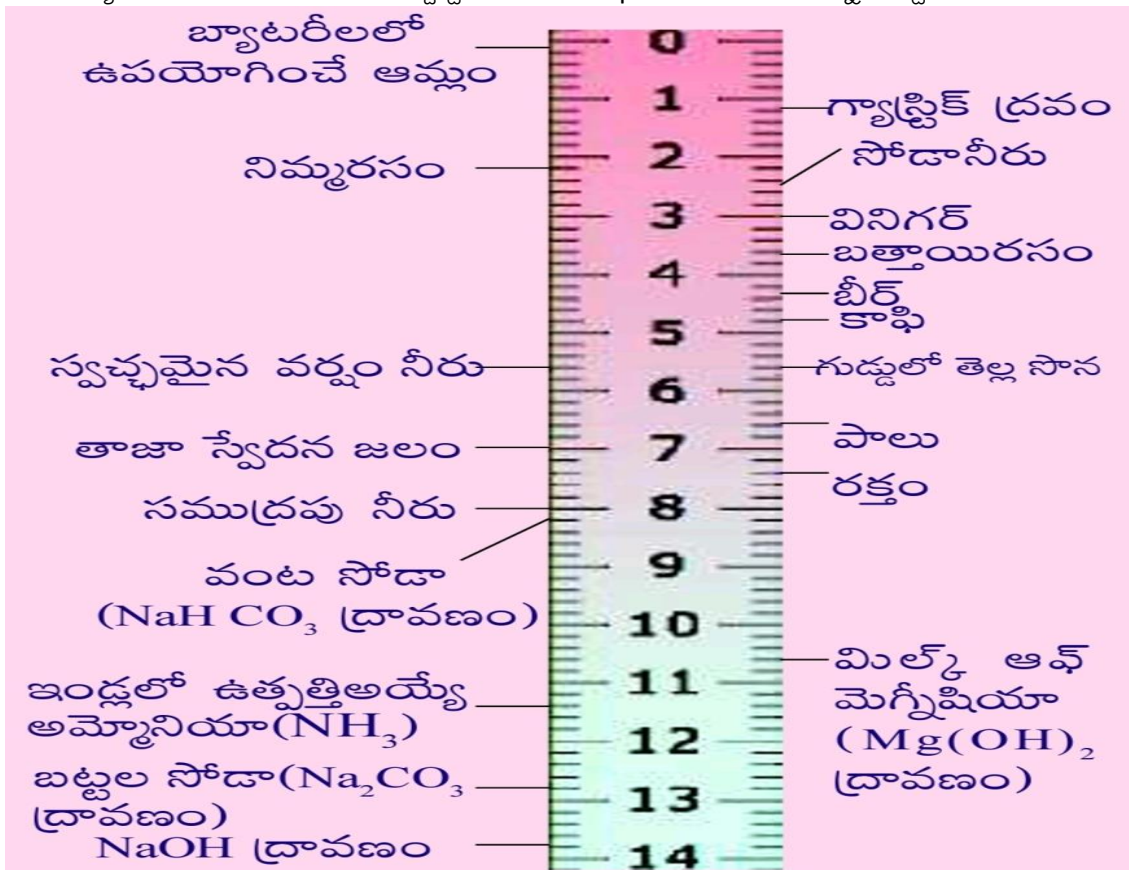 బ్యాటరీలలో
ఉపయోగించే ఆమ్లం
నిమ్మరసం
స్వచ్ఛమైన వర్షం నీరు
తాజా స్వేదన జలం
సముద్రపు నీరు
వంట సోడా
(NaH CO₃ ద్రావణం)
ఇండ్లలో ఉత్పత్తిఅయ్యే
అమ్మోనియా(NH₃)
బట్టల సోడా(Na₂CO₃
ద్రావణం)
NaOH ద్రావణం
0
1
2
3
4
5
6
7
8
9
10
11
12
13
14
గ్యాస్ట్రిక్ ద్రవం
సోడానీరు
వినిగర్
బత్తాయిరసం
బీర్
కాఫి
గుడ్డులో తెల్ల సొన
పాలు
రక్తం
మిల్క్ ఆఫ్
మెగ్నీషియా
(Mg(OH)₂
ద్రావణం)